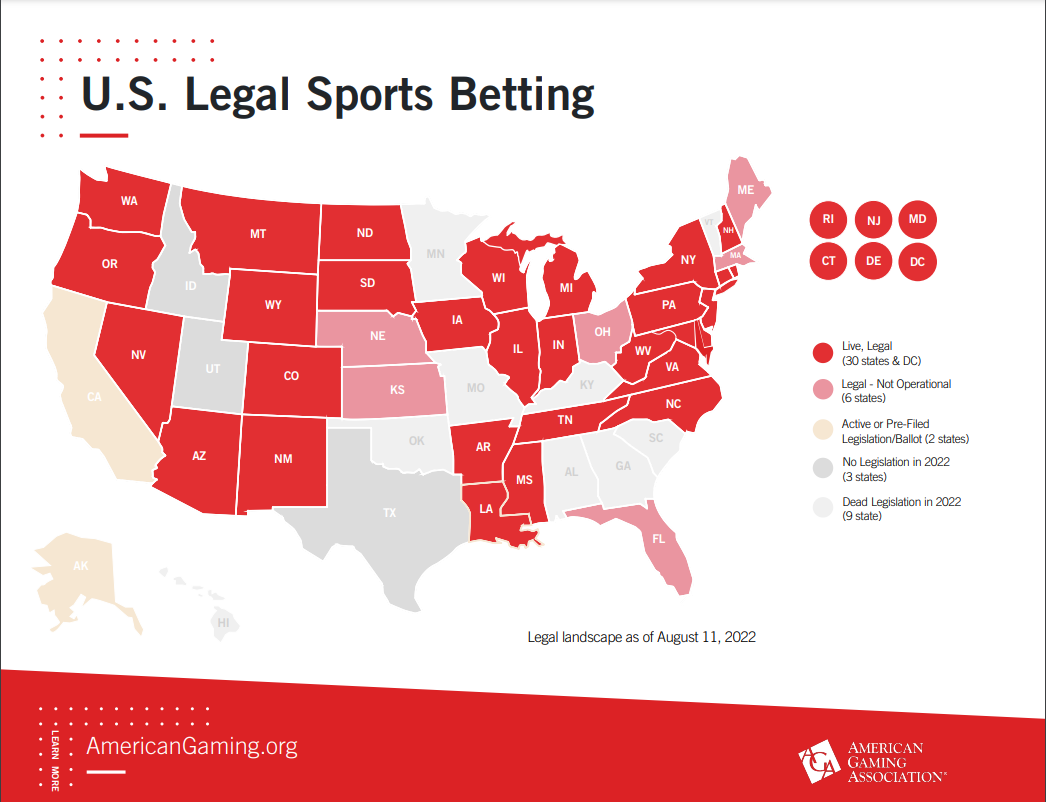 U.S. Legal Sports Betting
WA
MT
ND
MN
ME
VT
NH
OR
ID
SD
WI
MI
NY
MA
RI
NJ
MD
CT
DE
DC
WY
NE
IA
PA
NV
UT
CO
KS
IL
IN
OH
WV
VA
CA
MO
KY
NC
AZ
NM
OK
AR
TN
SC
MS
AL
GA
TX
LA
FL
AK
HI
Live, Legal
(30 states & DC)
Legal - Not Operational
(6 states)
Active or Pre-Filed
Legislation/Ballot (2 states)
No Legislation in 2022
(3 states)
Dead Legislation in 2022
(9 state)
Legal landscape as of August 11, 2022
LEARN MORE
AmericanGaming.org
AGA
AMERICAN
GAMING
ASSOCIATION®